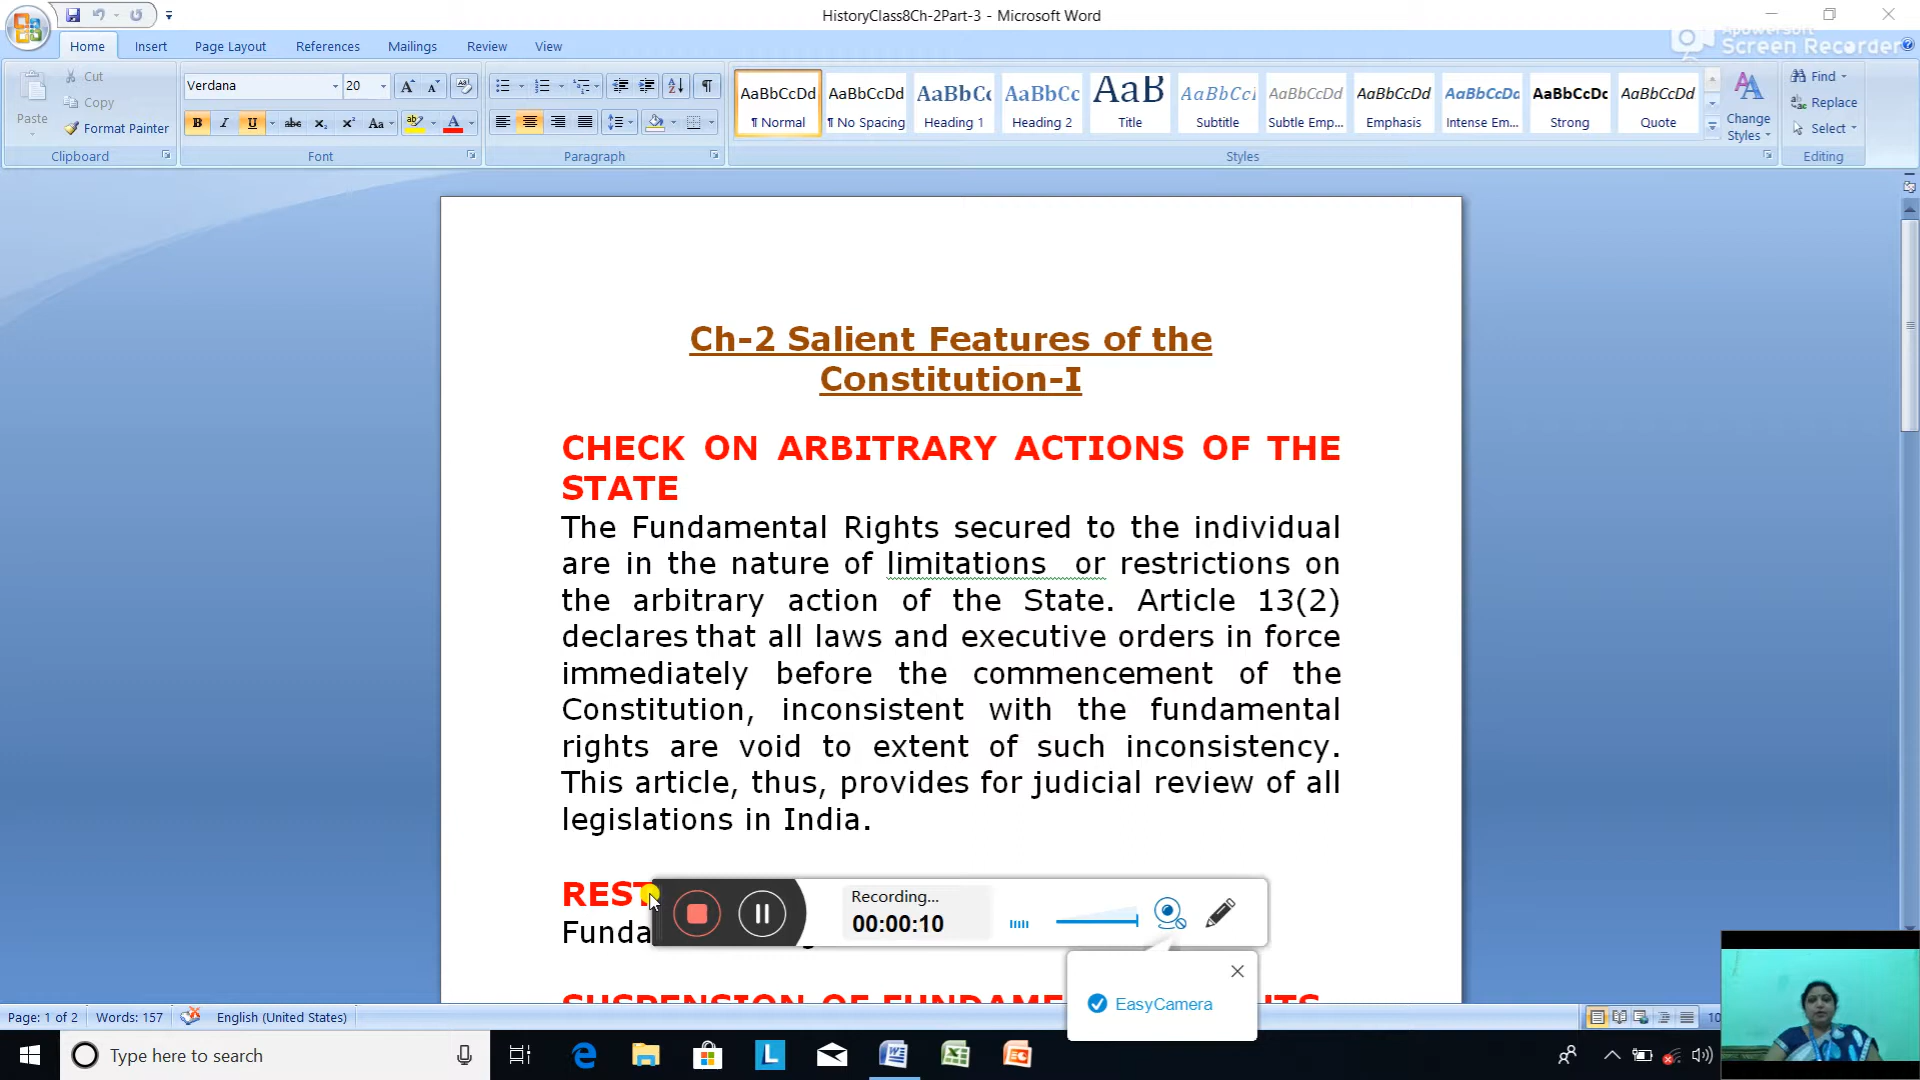 HistoryClass8Ch-2Part-3 - Microsoft Word
Apowersoft
Screen Recorder
Home Insert Page Layout References Mailings Review View
Paste
Cut
Copy
Format Painter
Clipboard
Verdana 20
Font
Paragraph
AaBbCcDd AaBbCcDd AaBbCc AaBbCc AaB AaBbCcI AaBbCcDd AaBbCcDd AaBbCcDd AaBbCcDc AaBbCcDd
¶ Normal ¶ No Spacing Heading 1 Heading 2 Title Subtitle Subtle Emp... Emphasis Intense Em... Strong Quote
Styles
Change
Styles
Find
Replace
Select
Editing
Ch-2 Salient Features of the
Constitution-I
CHECK ON ARBITRARY ACTIONS OF THE
STATE
The Fundamental Rights secured to the individual
are in the nature of limitations or restrictions on
the arbitrary action of the State. Article 13(2)
declares that all laws and executive orders in force
immediately before the commencement of the
Constitution, inconsistent with the fundamental
rights are void to extent of such inconsistency.
This article, thus, provides for judicial review of all
legislations in India.
REST
Funda
Recording...
00:00:10
EasyCamera
SUSPENSION OF FUNDAME
Page: 1 of 2 Words: 157 English (United States)
Type here to search